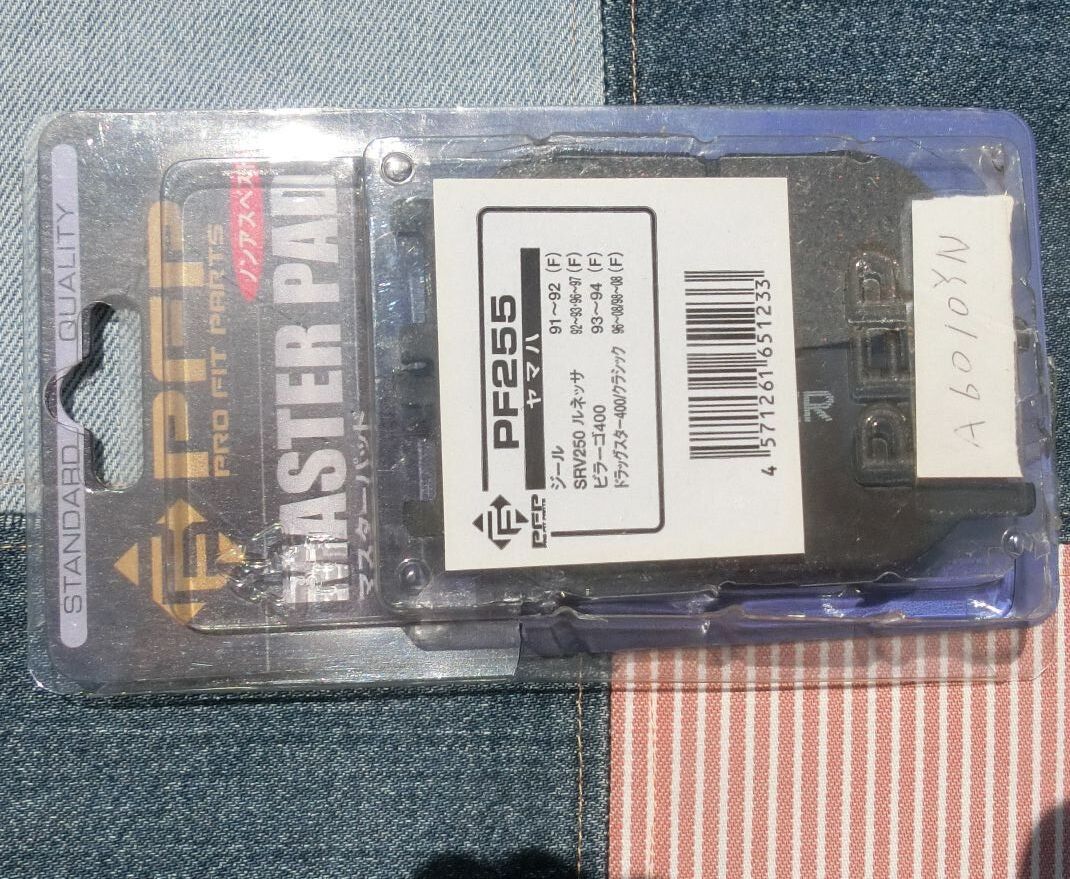 STANDARD QUALITY
PFP
PRO FIT PARTS
ノンアスベス
MASTER PAD
マスターパッド
PF255
ヤマハ
ジール 91～92 (F)
SRV250 ルネッサ 92～93・96～97 (F)
ビラーゴ400 93～94 (F)
ドラッグスター400/クラシック 96～08/98～08 (F)
PFP
4 571261 651233
R
A6010YN